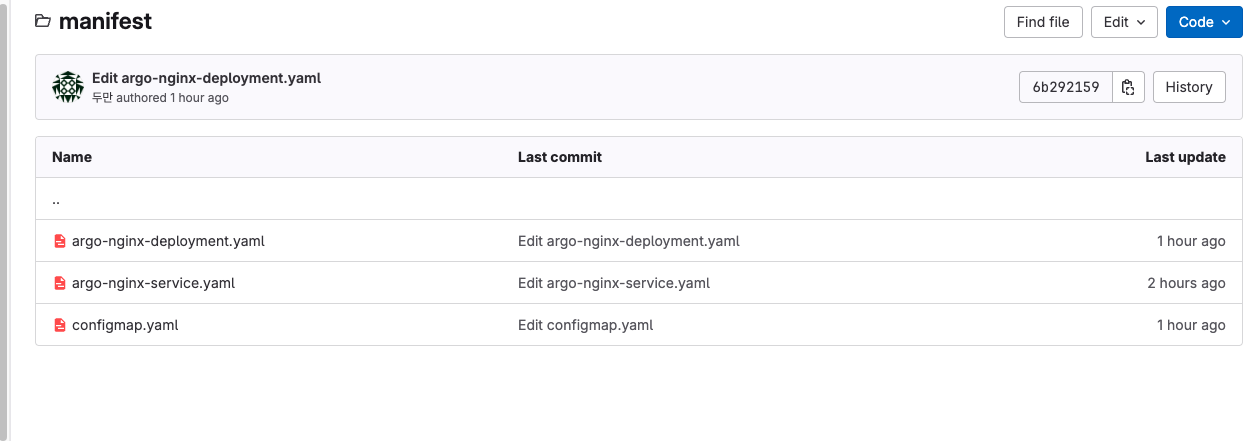 manifest
Find file
Edit
Code
Edit argo-nginx-deployment.yaml
두만 authored 1 hour ago
6b292159
History
Name Last commit Last update
..
argo-nginx-deployment.yaml Edit argo-nginx-deployment.yaml 1 hour ago
argo-nginx-service.yaml Edit argo-nginx-service.yaml 2 hours ago
configmap.yaml Edit configmap.yaml 1 hour ago